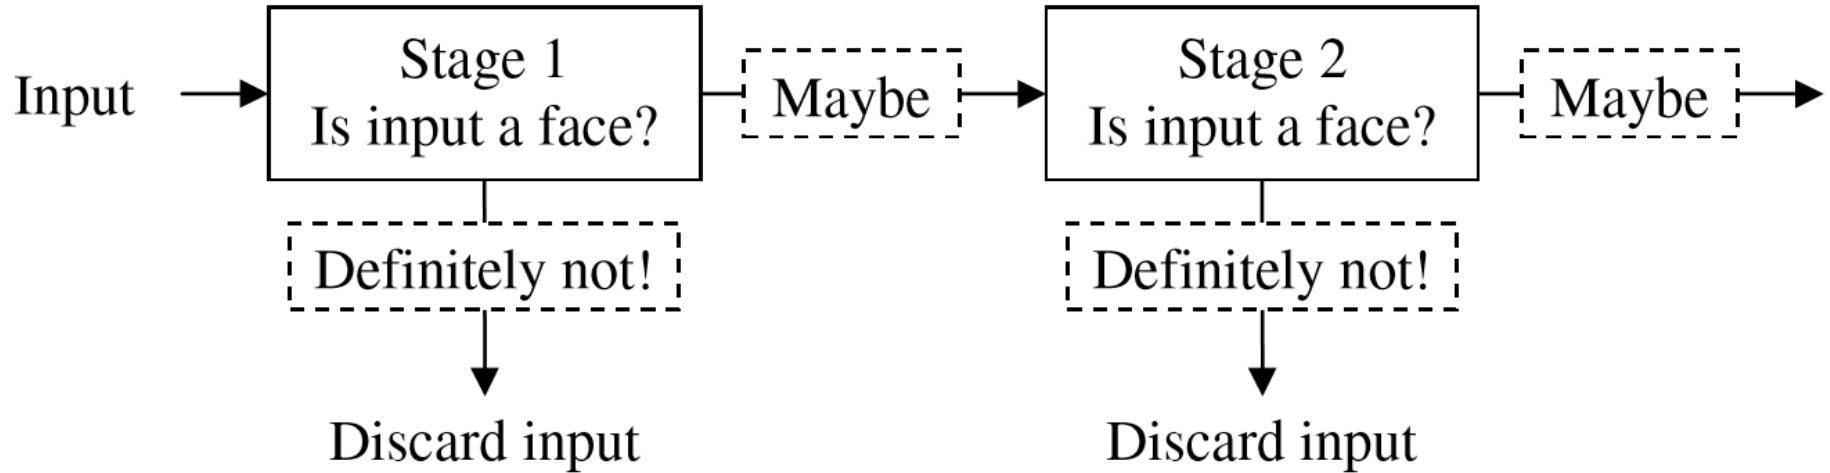 Input
Stage 1
Is input a face?
Maybe
Stage 2
Is input a face?
Maybe
Definitely not!
Definitely not!
Discard input
Discard input